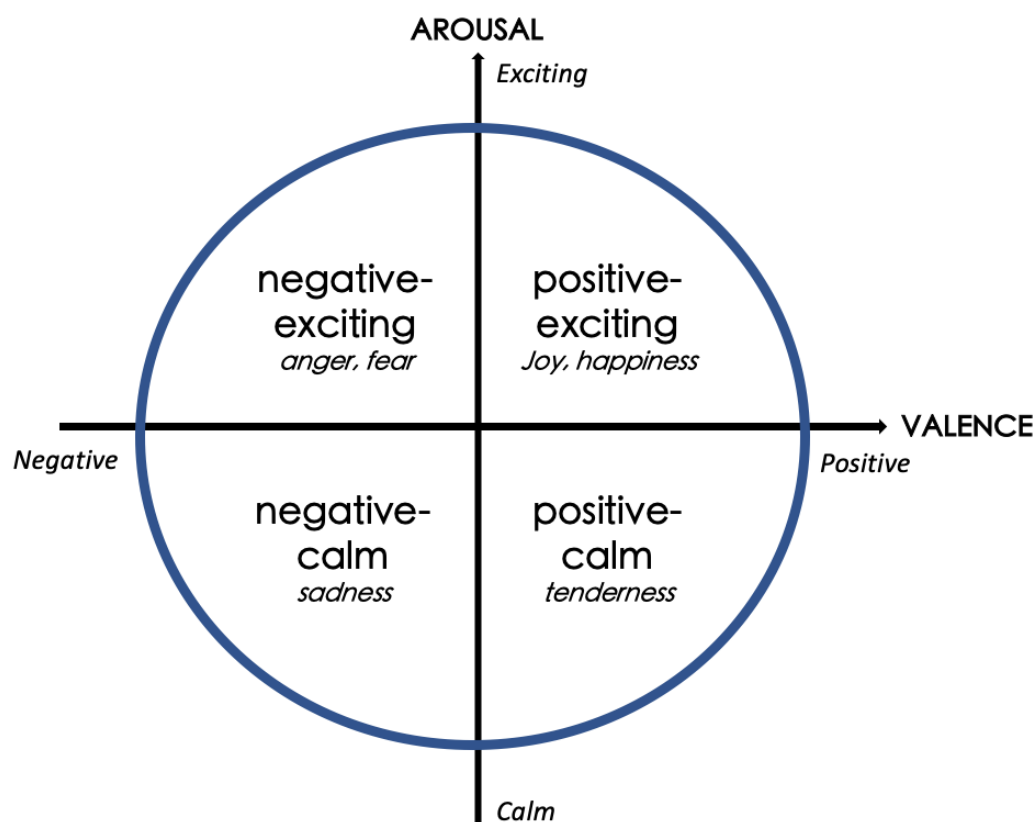 AROUSAL
Exciting
negative-
exciting
anger, fear
positive-
exciting
Joy, happiness
VALENCE
Negative
Positive
negative-
calm
sadness
positive-
calm
tenderness
Calm